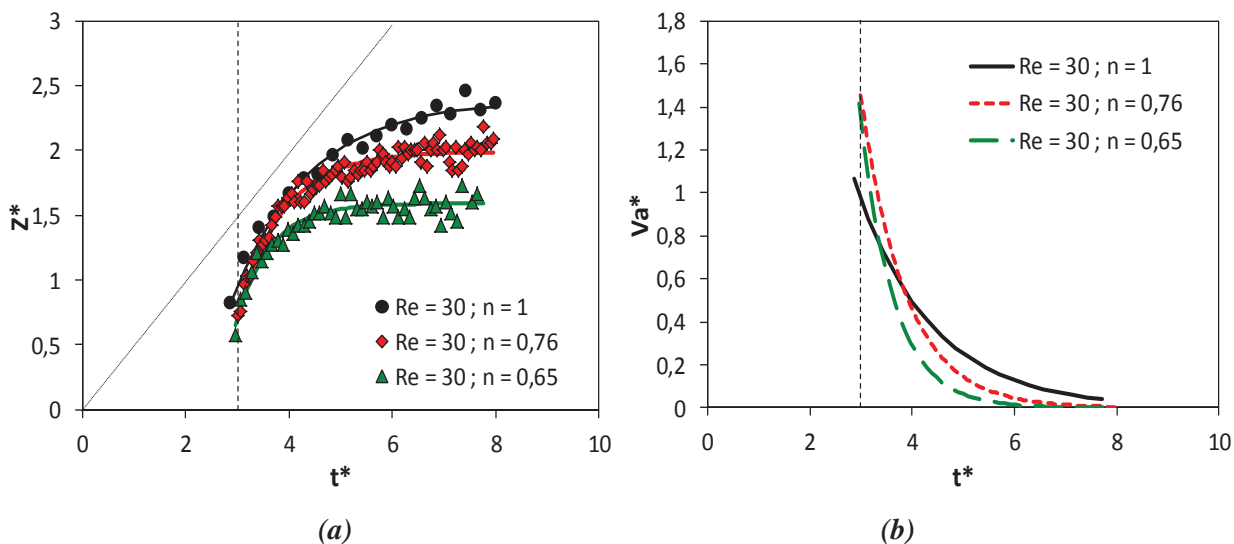 3
2,5
2
1,5
1
0,5
0
Z*
0 2 4 6 8 10
t*
Re = 30 ; n = 1
Re = 30 ; n = 0,76
Re = 30 ; n = 0,65
(a)
1,8
1,6
1,4
1,2
1
0,8
0,6
0,4
0,2
0
Va*
0 2 4 6 8 10
t*
Re = 30 ; n = 1
Re = 30 ; n = 0,76
Re = 30 ; n = 0,65
(b)